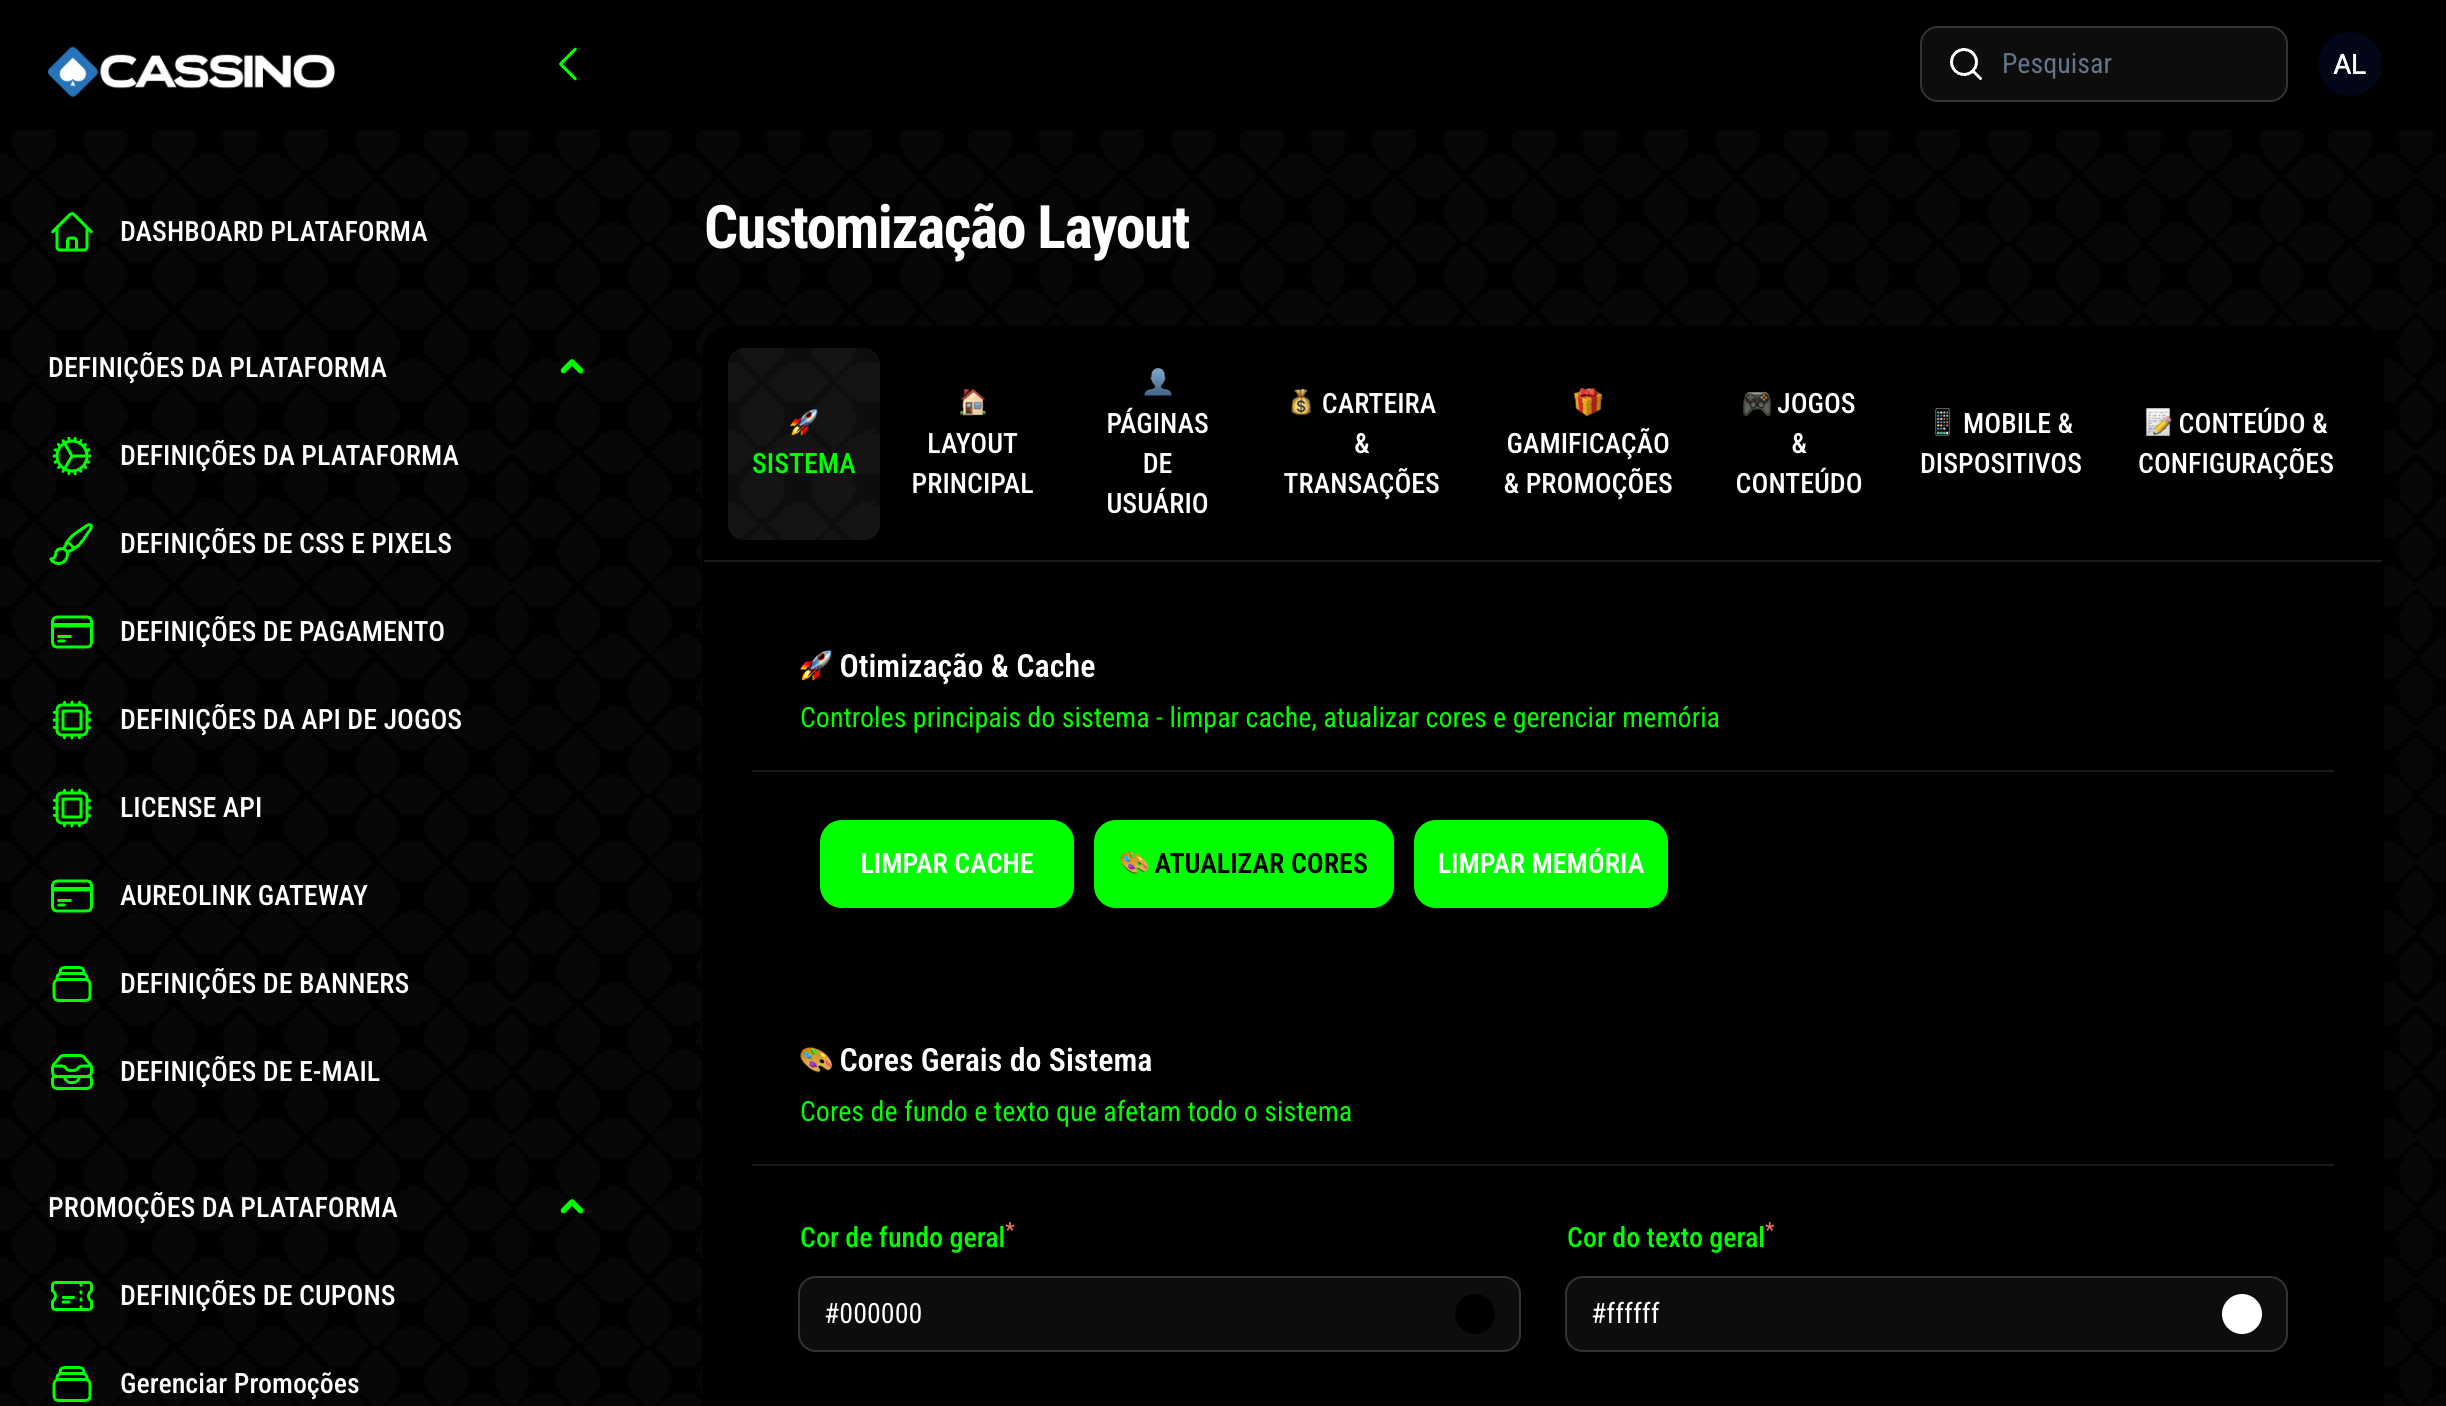 CASSINO
Pesquisar
AL
DASHBOARD PLATAFORMA
DEFINIÇÕES DA PLATAFORMA
DEFINIÇÕES DA PLATAFORMA
DEFINIÇÕES DE CSS E PIXELS
DEFINIÇÕES DE PAGAMENTO
DEFINIÇÕES DA API DE JOGOS
LICENSE API
AUREOLINK GATEWAY
DEFINIÇÕES DE BANNERS
DEFINIÇÕES DE E-MAIL
PROMOÇÕES DA PLATAFORMA
DEFINIÇÕES DE CUPONS
Gerenciar Promoções
Customização Layout
🚀
SISTEMA
🏠
LAYOUT
PRINCIPAL
👤
PÁGINAS
DE
USUÁRIO
💰 CARTEIRA
&
TRANSAÇÕES
🎁
GAMIFICAÇÃO
& PROMOÇÕES
🎮 JOGOS
&
CONTEÚDO
📱 MOBILE &
DISPOSITIVOS
📝 CONTEÚDO &
CONFIGURAÇÕES
🚀 Otimização & Cache
Controles principais do sistema - limpar cache, atualizar cores e gerenciar memória
LIMPAR CACHE
🎨 ATUALIZAR CORES
LIMPAR MEMÓRIA
🎨 Cores Gerais do Sistema
Cores de fundo e texto que afetam todo o sistema
Cor de fundo geral*
#000000
Cor do texto geral*
#ffffff